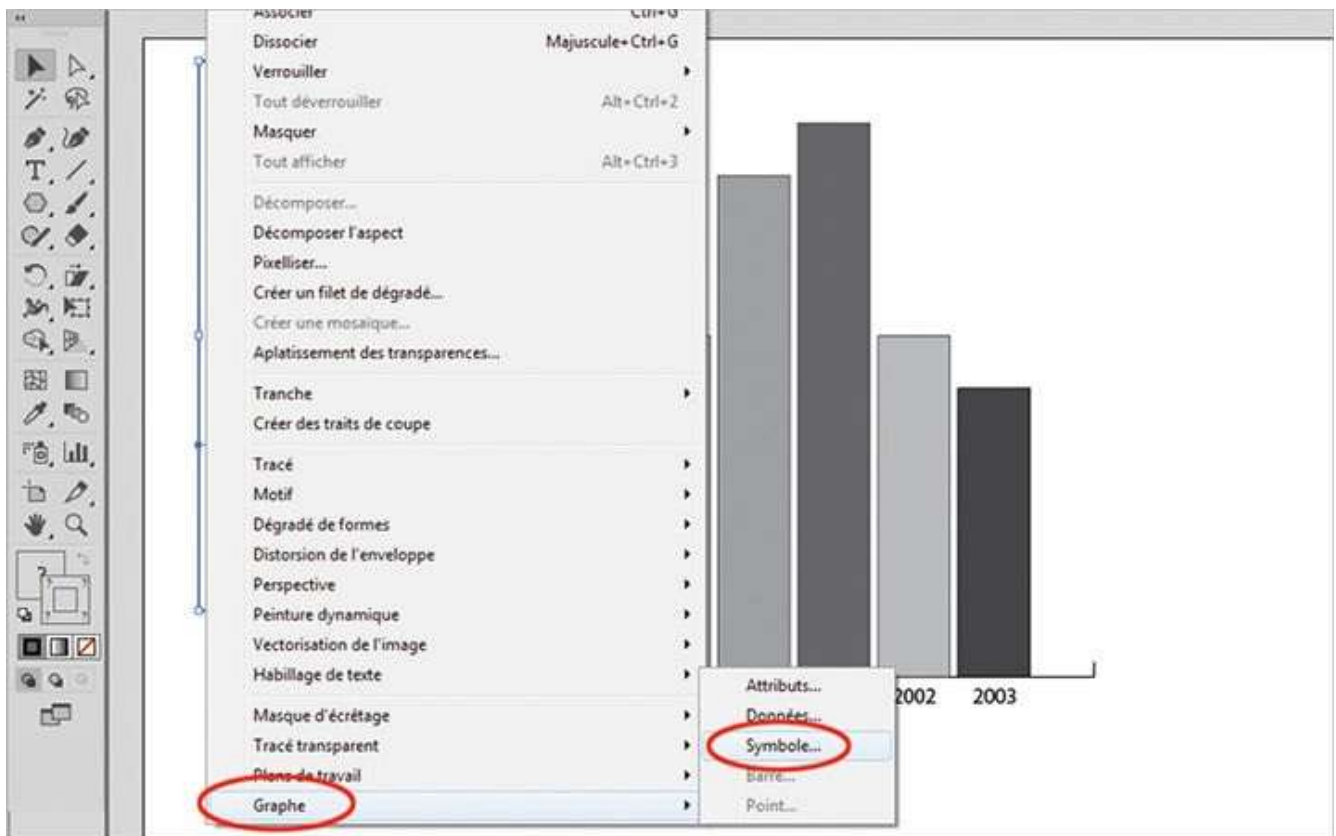 Associer Ctrl+G
Dissocier Majuscule+Ctrl+G
Verrouiller
Tout déverrouiller Alt+Ctrl+2
Masquer
Tout afficher Alt+Ctrl+3
Décomposer...
Décomposer l'aspect
Pixelliser...
Créer un filet de dégradé...
Créer une mosaïque...
Aplatissement des transparences...
Tranche
Créer des traits de coupe
Tracé
Motif
Dégradé de formes
Distorsion de l'enveloppe
Perspective
Peinture dynamique
Vectorisation de l'image
Habillage de texte
Masque d'écrêtage
Tracé transparent
Plans de travail
Graphe
Attributs...
Données...
Symbole...
Barre...
Point...
2002 2003
?